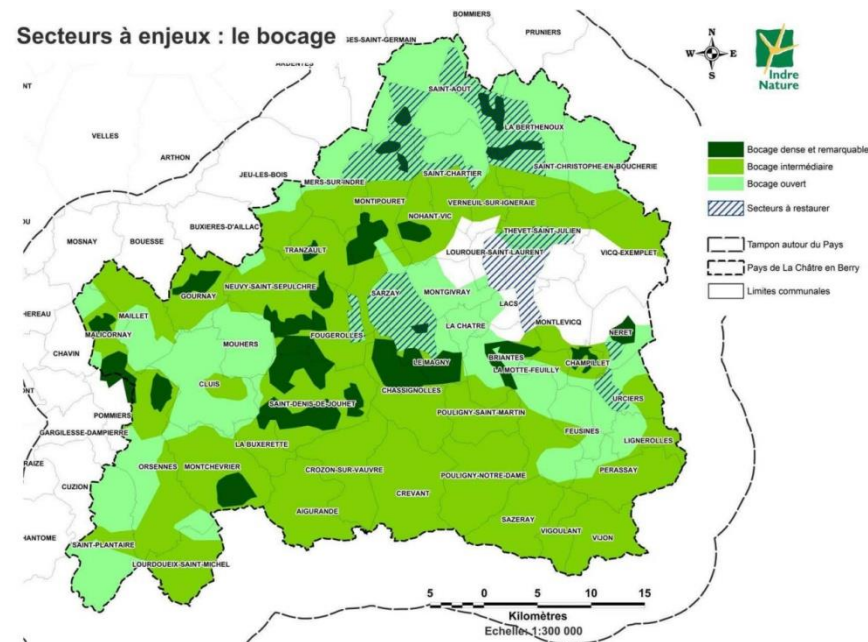 Secteurs à enjeux : le bocage
BOMMIERS
PRUNIERS
GES-SAINT-GERMAIN
ARDENTES
N
W E
S
Indre
Nature
SAINT-AOUT
VELLES
LA BERTHENOUX
ARTHON
SAINT-CHRISTOPHE-EN-BOUCHERIE
JEU-LES-BOIS
MERS-SUR-INDRE
SAINT-CHARTIER
MONTIPOURET
VERNEUIL-SUR-IGNERAIE
NOHANT-VIC
BUXIERES-D'AILLAC
THEVET-SAINT-JULIEN
MOSNAY
BOUESSE
TRANZAULT
LOUROUER-SAINT-LAURENT
VICQ-EXEMPLET
NEUVY-SAINT-SEPULCHRE
GOURNAY
SARZAY
MONTGIVRAY
LACS
MAILLET
LA CHATRE
MONTLEVICQ
MALICORNAY
FOUGEROLLES
NERET
MOUHERS
CHAVIN
LE MAGNY
BRIANTES
CHAMPILLET
LA MOTTE-FEUILLY
CLUIS
CHASSIGNOLLES
URCIERS
SAINT-DENIS-DE-JOUHET
POULIGNY-SAINT-MARTIN
POMMIERS
FEUSINES
GARGILESSE-DAMPIERRE
LIGNEROLLES
LA BUXERETTE
ORSENNES
MONTCHEVRIER
CROZON-SUR-VAUVRE
POULIGNY-NOTRE-DAME
PERASSAY
CUZION
CREVANT
AIGURANDE
SAZERAY
VIGOULANT
VIJON
SAINT-PLANTAIRE
LOURDOUEIX-SAINT-MICHEL
Bocage dense et remarquable
Bocage intermédiaire
Bocage ouvert
Secteurs à restaurer
Tampon autour du Pays
Pays de La Châtre en Berry
Limites communales
5 0 5 10 15
Kilomètres
Echelle: 1:300 000